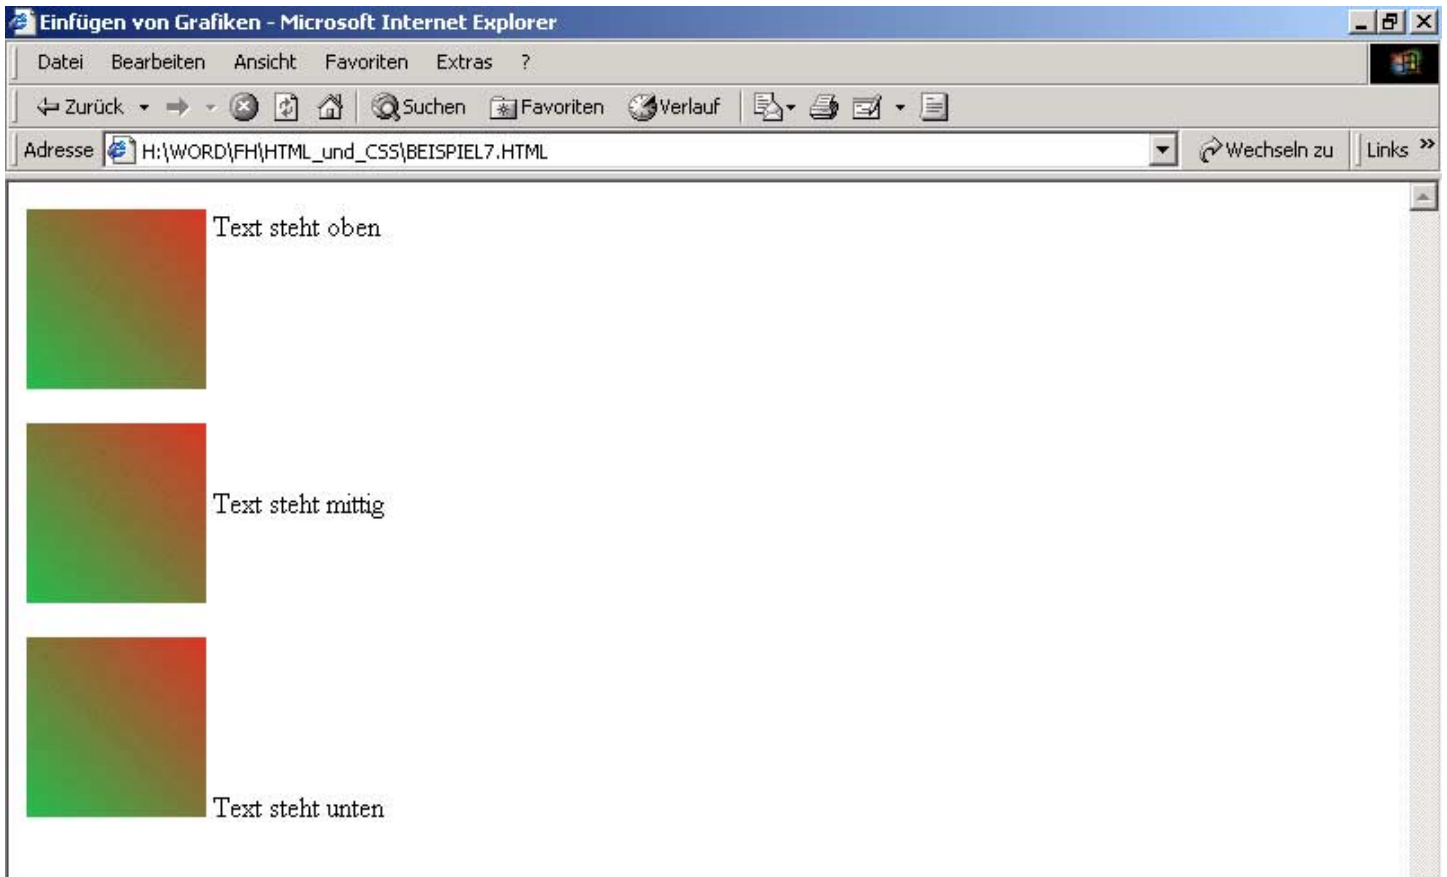 Einfügen von Grafiken - Microsoft Internet Explorer
Datei Bearbeiten Ansicht Favoriten Extras ?
Zurück Suchen Favoriten Verlauf
Adresse H:\WORD\FH\HTML_und_CSS\BEISPIEL7.HTML Wechseln zu Links »
Text steht oben
Text steht mittig
Text steht unten